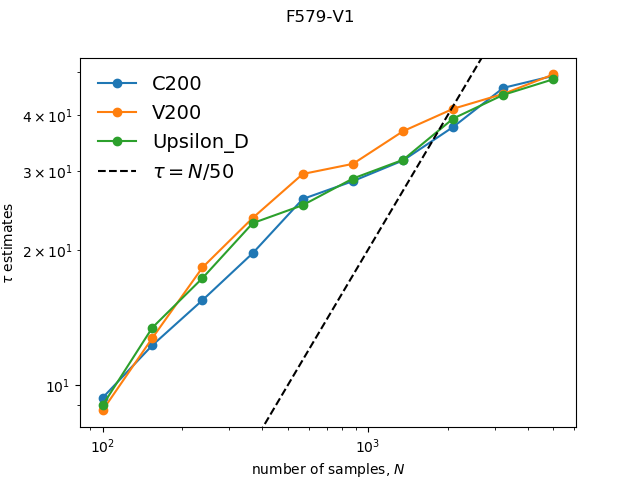 F579-V1
C200
V200
Upsilon_D
τ = N/50
4 × 10¹
3 × 10¹
2 × 10¹
10¹
τ estimates
10² 10³
number of samples, N